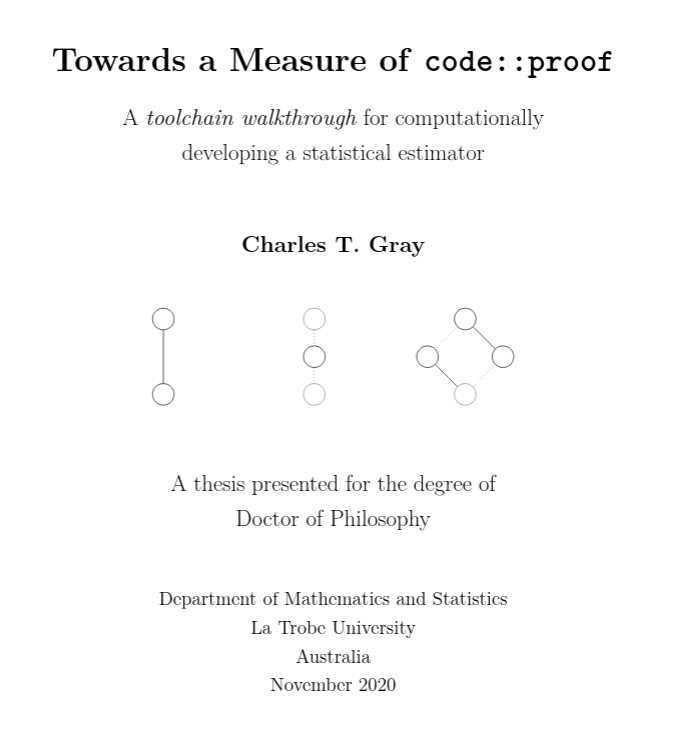 Towards a Measure of code::proof
A toolchain walkthrough for computationally
developing a statistical estimator
Charles T. Gray
A thesis presented for the degree of
Doctor of Philosophy
Department of Mathematics and Statistics
La Trobe University
Australia
November 2020